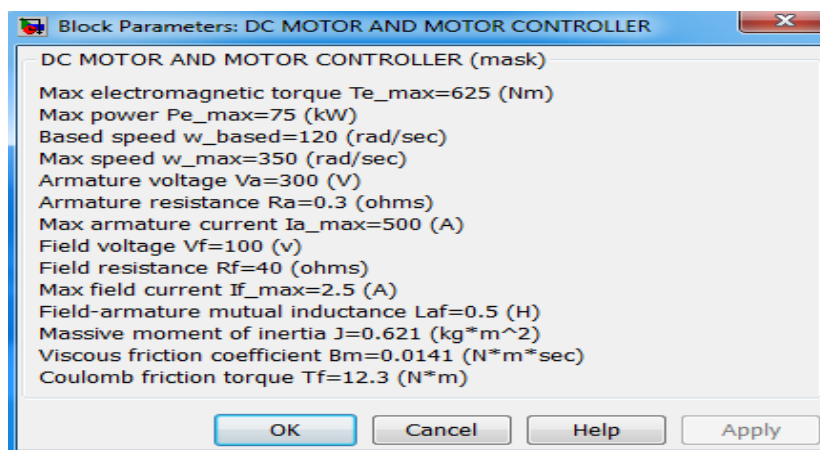 Block Parameters: DC MOTOR AND MOTOR CONTROLLER
DC MOTOR AND MOTOR CONTROLLER (mask)
Max electromagnetic torque Te_max=625 (Nm)
Max power Pe_max=75 (kW)
Based speed w_based=120 (rad/sec)
Max speed w_max=350 (rad/sec)
Armature voltage Va=300 (V)
Armature resistance Ra=0.3 (ohms)
Max armature current Ia_max=500 (A)
Field voltage Vf=100 (v)
Field resistance Rf=40 (ohms)
Max field current If_max=2.5 (A)
Field-armature mutual inductance Laf=0.5 (H)
Massive moment of inertia J=0.621 (kg*m^2)
Viscous friction coefficient Bm=0.0141 (N*m*sec)
Coulomb friction torque Tf=12.3 (N*m)
OK Cancel Help Apply